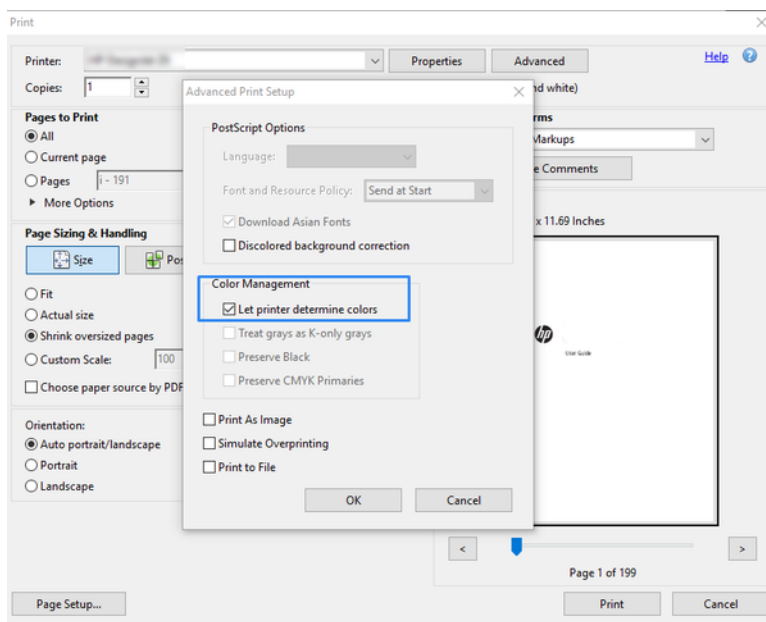 Print
Printer:
Properties
Advanced
Help
Copies:
1
Advanced Print Setup
nd white)
Pages to Print
All
Current page
Pages
i - 191
More Options
PostScript Options
Language:
Font and Resource Policy:
Send at Start
Download Asian Fonts
Discolored background correction
rms
Markups
e Comments
x 11.69 Inches
Page Sizing & Handling
Size
Pos
Fit
Actual size
Shrink oversized pages
Custom Scale:
100
Choose paper source by PDF
Color Management
Let printer determine colors
Treat grays as K-only grays
Preserve Black
Preserve CMYK Primaries
hp
User Guide
Orientation:
Auto portrait/landscape
Portrait
Landscape
Print As Image
Simulate Overprinting
Print to File
OK
Cancel
<
>
Page 1 of 199
Page Setup...
Print
Cancel